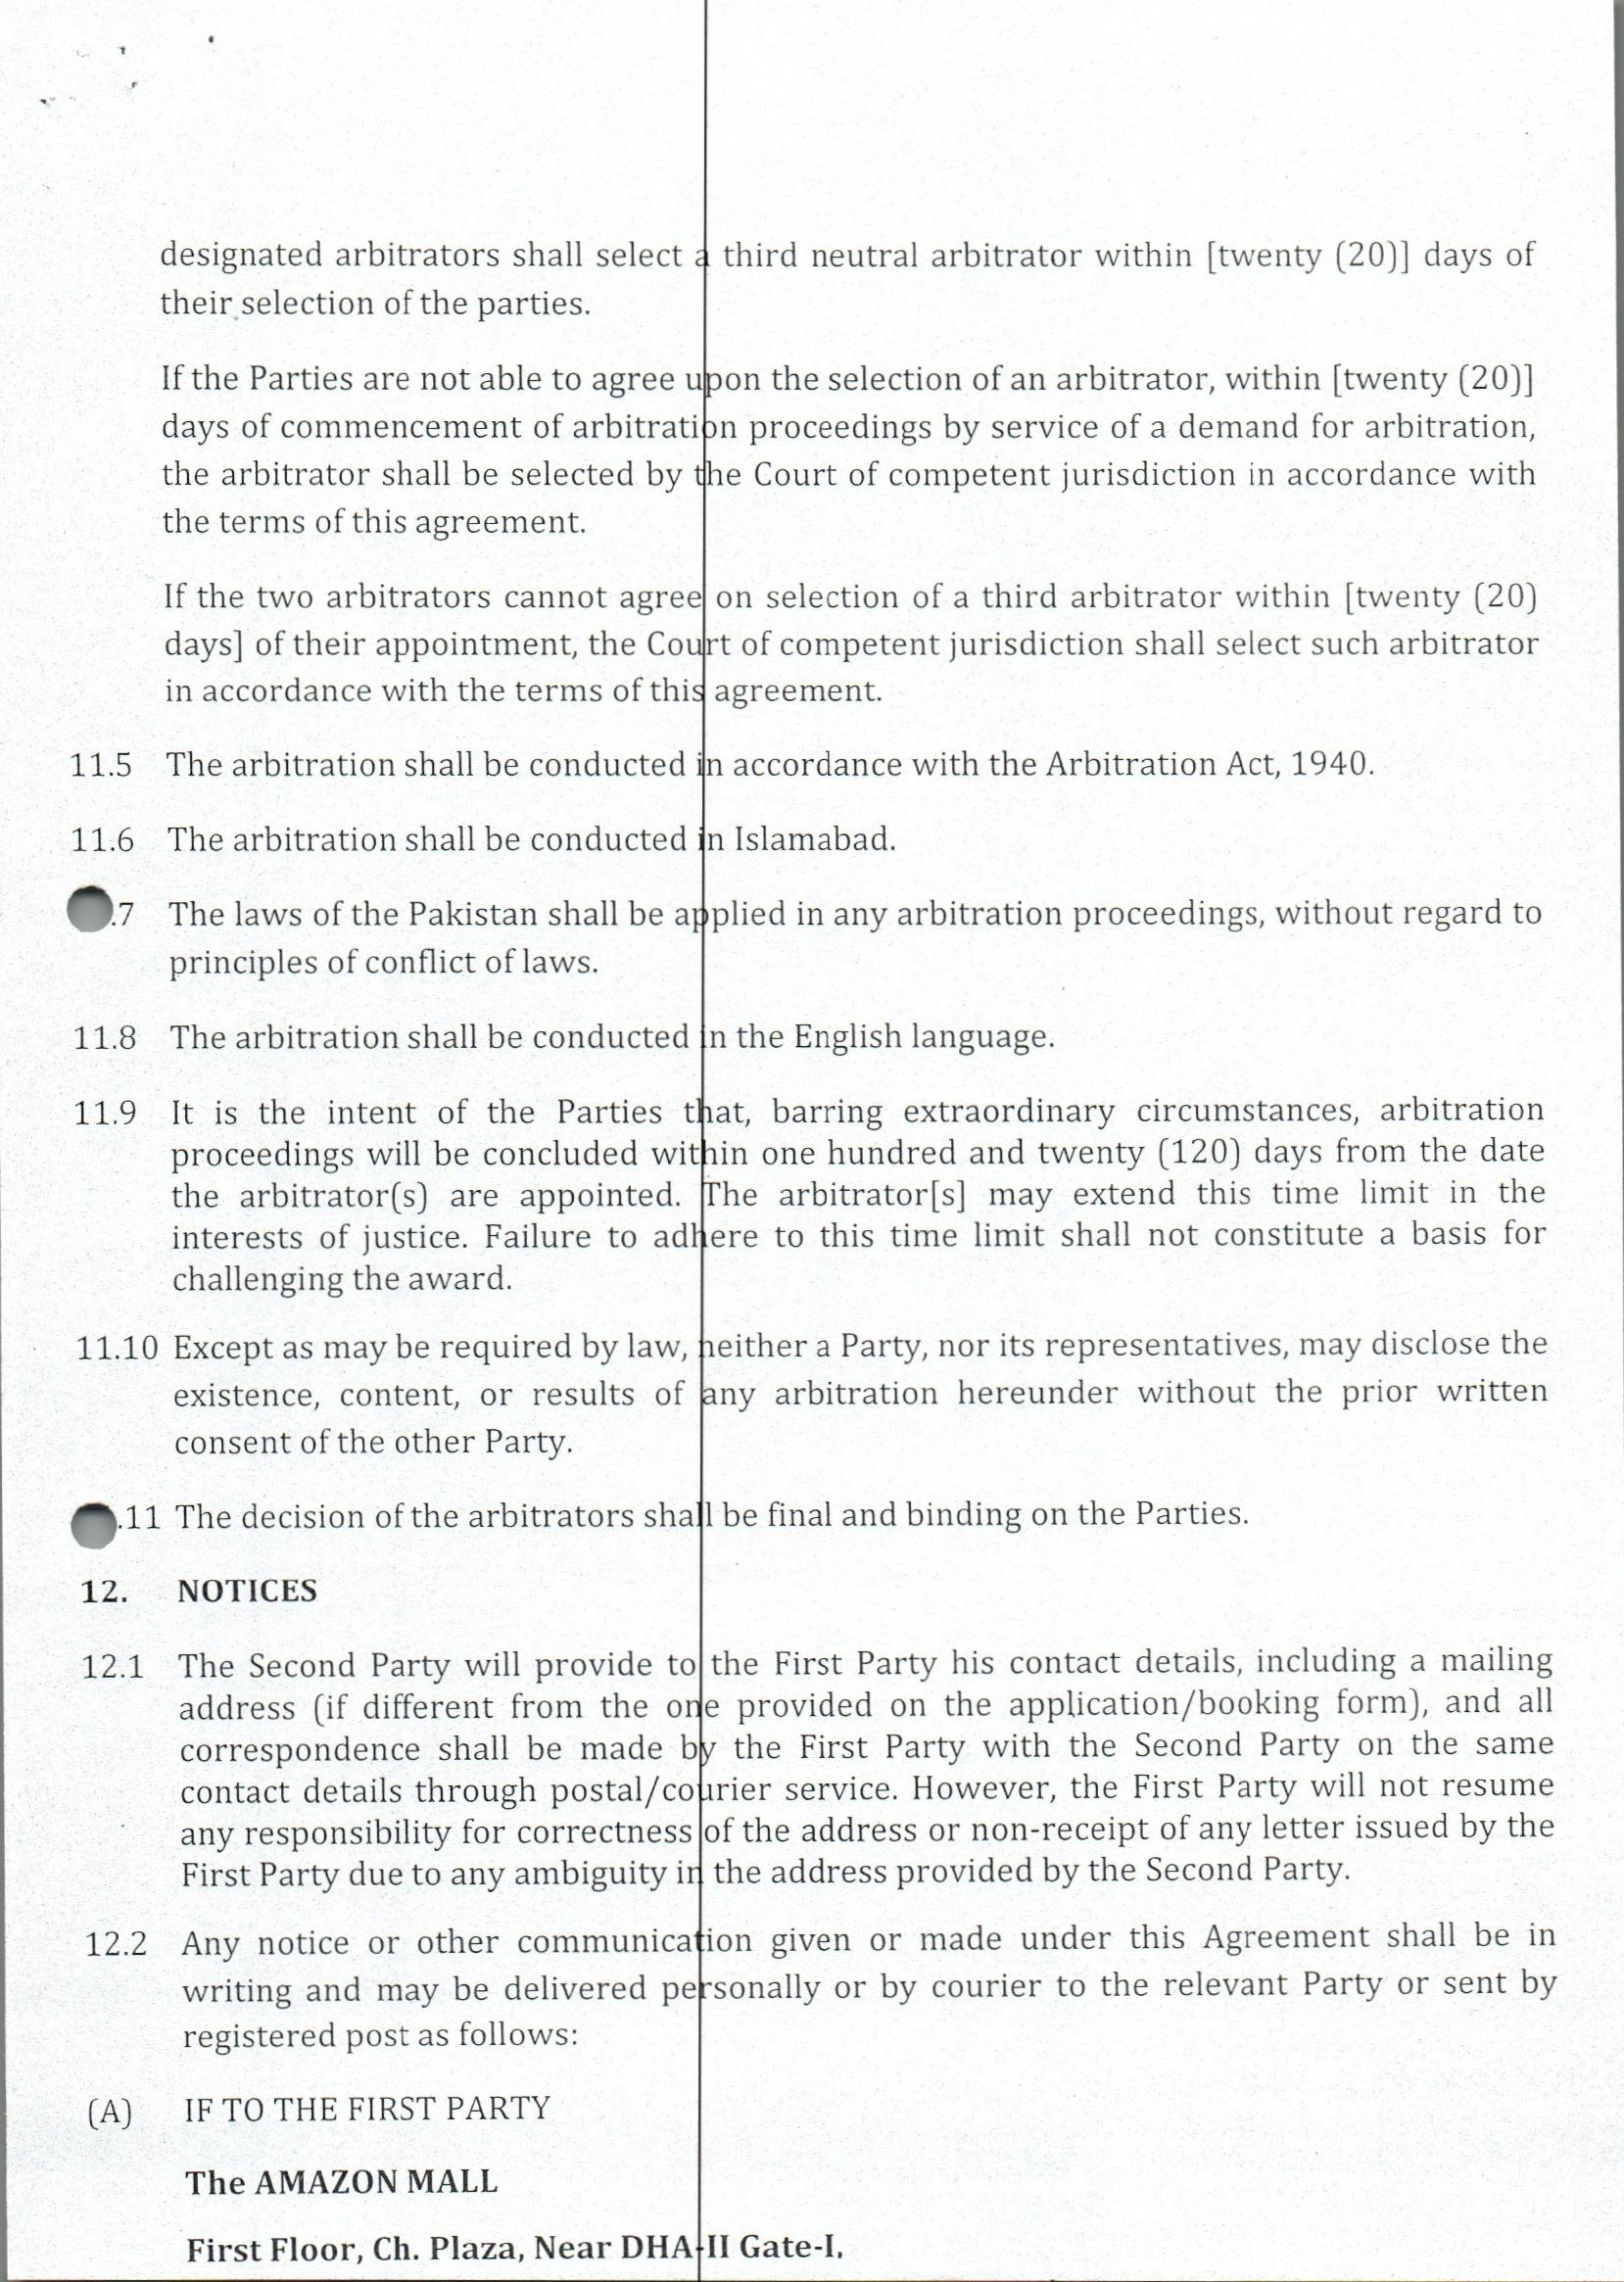 designated arbitrators shall select a third neutral arbitrator within [twenty (20)] days of
their selection of the parties.
If the Parties are not able to agree upon the selection of an arbitrator, within [twenty (20)]
days of commencement of arbitration proceedings by service of a demand for arbitration,
the arbitrator shall be selected by the Court of competent jurisdiction in accordance with
the terms of this agreement.
If the two arbitrators cannot agree on selection of a third arbitrator within [twenty (20)
days] of their appointment, the Court of competent jurisdiction shall select such arbitrator
in accordance with the terms of this agreement.
11.5 The arbitration shall be conducted in accordance with the Arbitration Act, 1940.
11.6 The arbitration shall be conducted in Islamabad.
.7 The laws of the Pakistan shall be applied in any arbitration proceedings, without regard to
principles of conflict of laws.
11.8 The arbitration shall be conducted in the English language.
11.9 It is the intent of the Parties that, barring extraordinary circumstances, arbitration
proceedings will be concluded within one hundred and twenty (120) days from the date
the arbitrator(s) are appointed. The arbitrator[s] may extend this time limit in the
interests of justice. Failure to adhere to this time limit shall not constitute a basis for
challenging the award.
11.10 Except as may be required by law, neither a Party, nor its representatives, may disclose the
existence, content, or results of any arbitration hereunder without the prior written
consent of the other Party.
.11 The decision of the arbitrators shall be final and binding on the Parties.
12. NOTICES
12.1 The Second Party will provide to the First Party his contact details, including a mailing
address (if different from the one provided on the application/booking form), and all
correspondence shall be made by the First Party with the Second Party on the same
contact details through postal/courier service. However, the First Party will not resume
any responsibility for correctness of the address or non-receipt of any letter issued by the
First Party due to any ambiguity in the address provided by the Second Party.
12.2 Any notice or other communication given or made under this Agreement shall be in
writing and may be delivered personally or by courier to the relevant Party or sent by
registered post as follows:
(A) IF TO THE FIRST PARTY
The AMAZON MALL
First Floor, Ch. Plaza, Near DHA-II Gate-I,